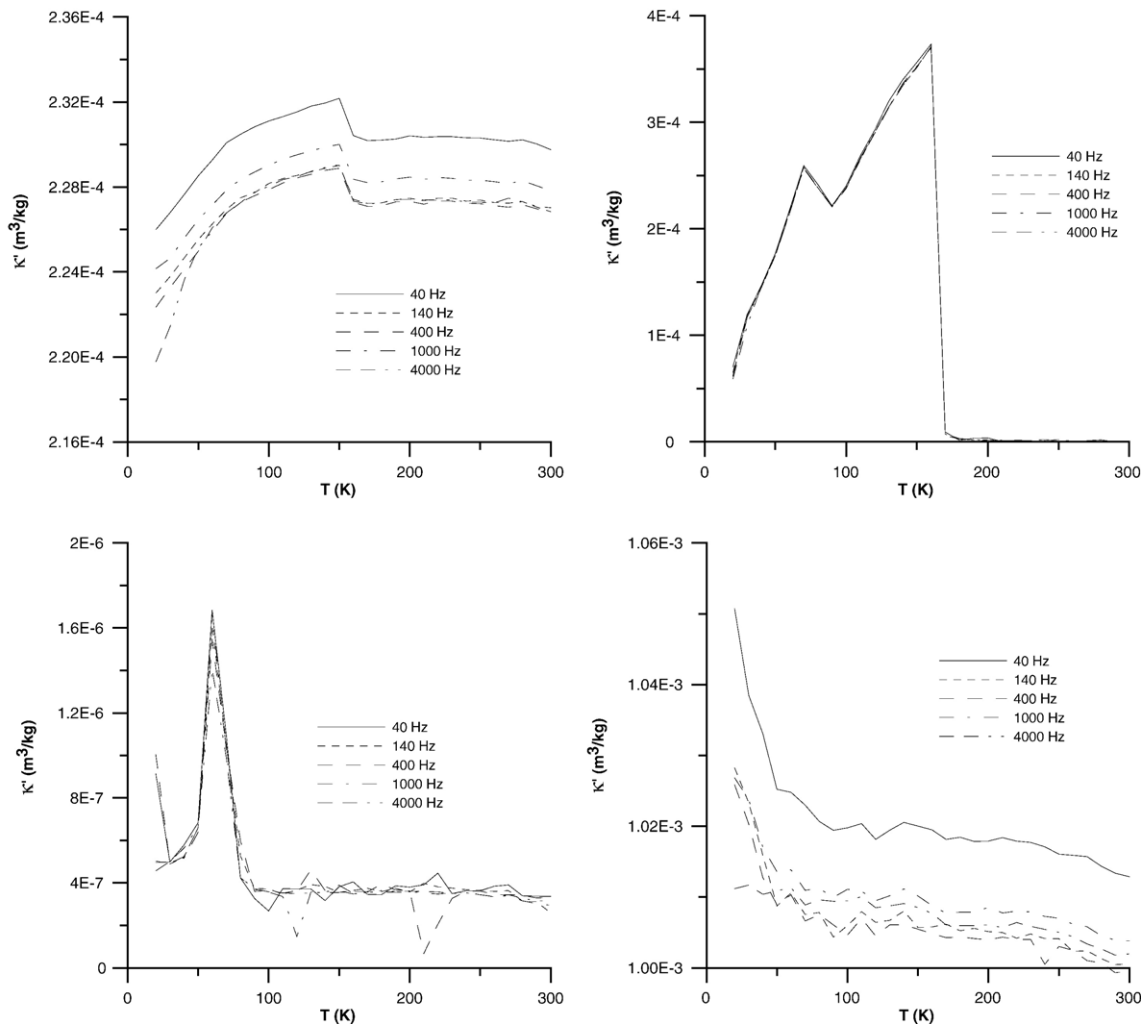 2.36E-4
2.32E-4
2.28E-4
2.24E-4
2.20E-4
2.16E-4
κ' (m³/kg)
40 Hz
140 Hz
400 Hz
1000 Hz
4000 Hz
0 100 200 300
T (K)
4E-4
3E-4
2E-4
1E-4
0
κ' (m³/kg)
40 Hz
140 Hz
400 Hz
1000 Hz
4000 Hz
0 100 200 300
T (K)
2E-6
1.6E-6
1.2E-6
8E-7
4E-7
0
κ' (m³/kg)
40 Hz
140 Hz
400 Hz
1000 Hz
4000 Hz
0 100 200 300
T (K)
1.06E-3
1.04E-3
1.02E-3
1.00E-3
κ' (m³/kg)
40 Hz
140 Hz
400 Hz
1000 Hz
4000 Hz
0 100 200 300
T (K)